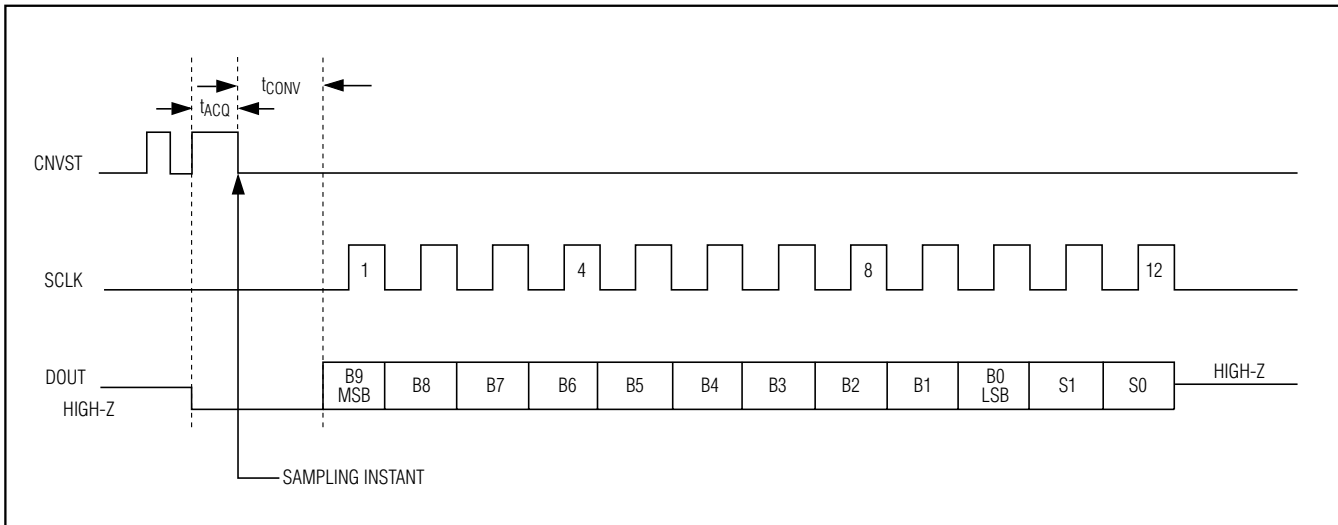 tCONV
tACQ
CNVST
SCLK
1
4
8
12
DOUT
HIGH-Z
B9
MSB
B8
B7
B6
B5
B4
B3
B2
B1
B0
LSB
S1
S0
HIGH-Z
SAMPLING INSTANT